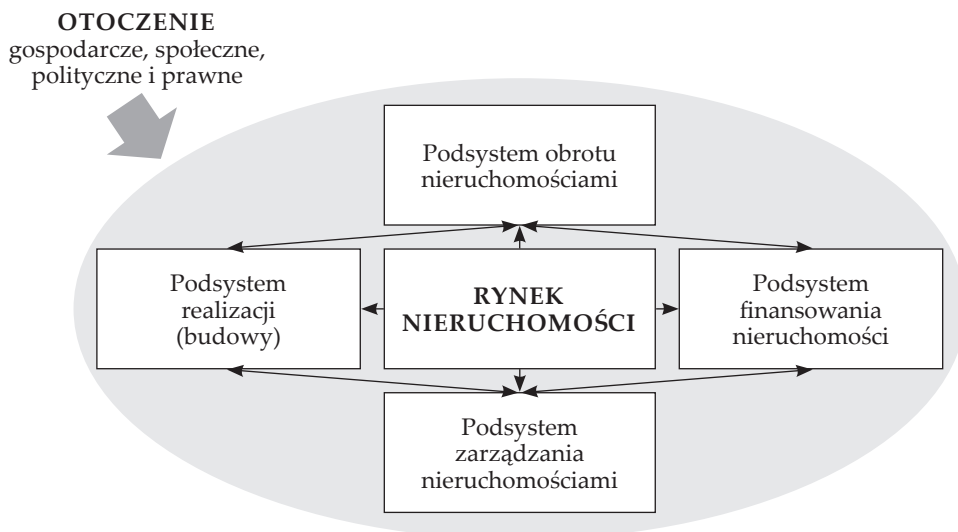 OTOCZENIE
gospodarcze, społeczne,
polityczne i prawne
Podsystem obrotu
nieruchomościami
Podsystem
realizacji
(budowy)
RYNEK
NIERUCHOMOŚCI
Podsystem
finansowania
nieruchomości
Podsystem
zarządzania
nieruchomościami